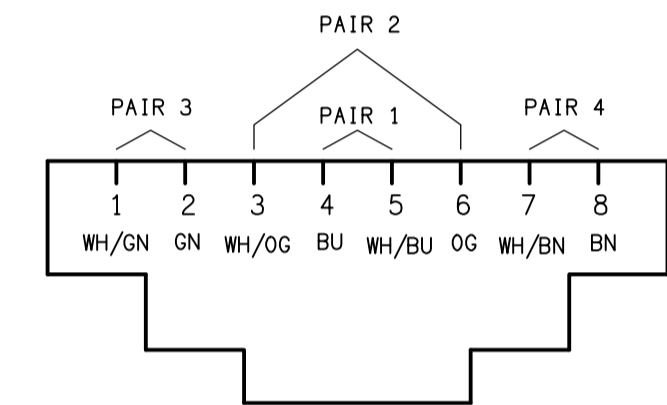 PAIR 2
PAIR 3
PAIR 1
PAIR 4
1 2 3 4 5 6 7 8
WH/GN GN WH/OG BU WH/BU OG WH/BN BN